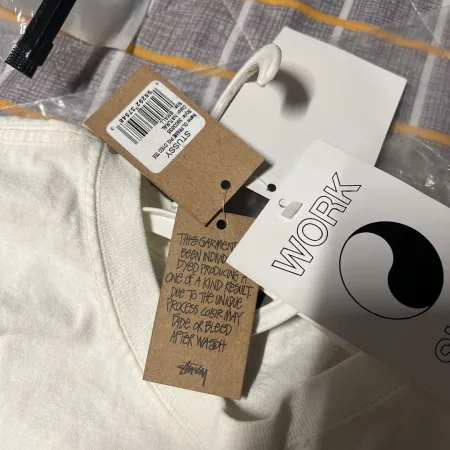 STUSSY
WORK
THIS GARMENT
BEEN INDIVID
DYED PRODUCING A
ONE OF A KIND RESULT.
DUE TO THE UNIQUE
PROCESS COLOR MAY
FADE OR BLEED
AFTER WASH
STUSSY